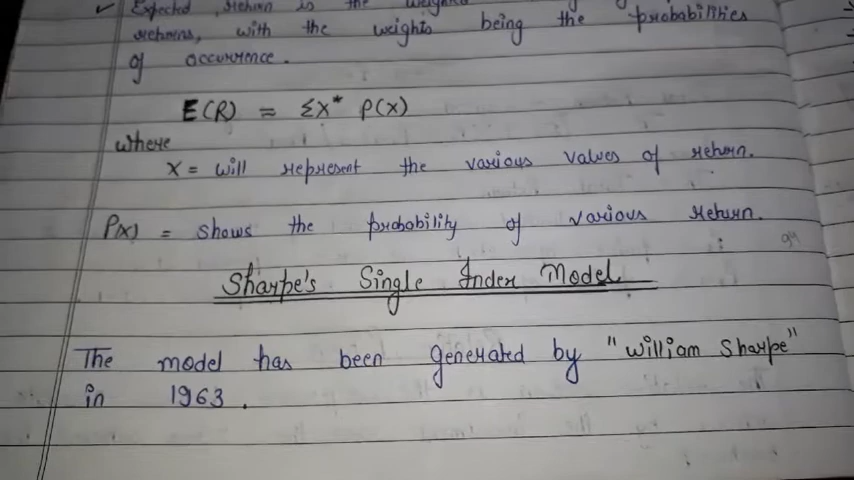 ✓ Expected return is the weighted
returns, with the weights being the probabilities
of occurrence.
E(R) = Σx* P(x)
where
x = will represent the various values of return.
P(x) = shows the probability of various return.
Sharpe's Single Index Model
The model has been generated by "William Sharpe"
in 1963.